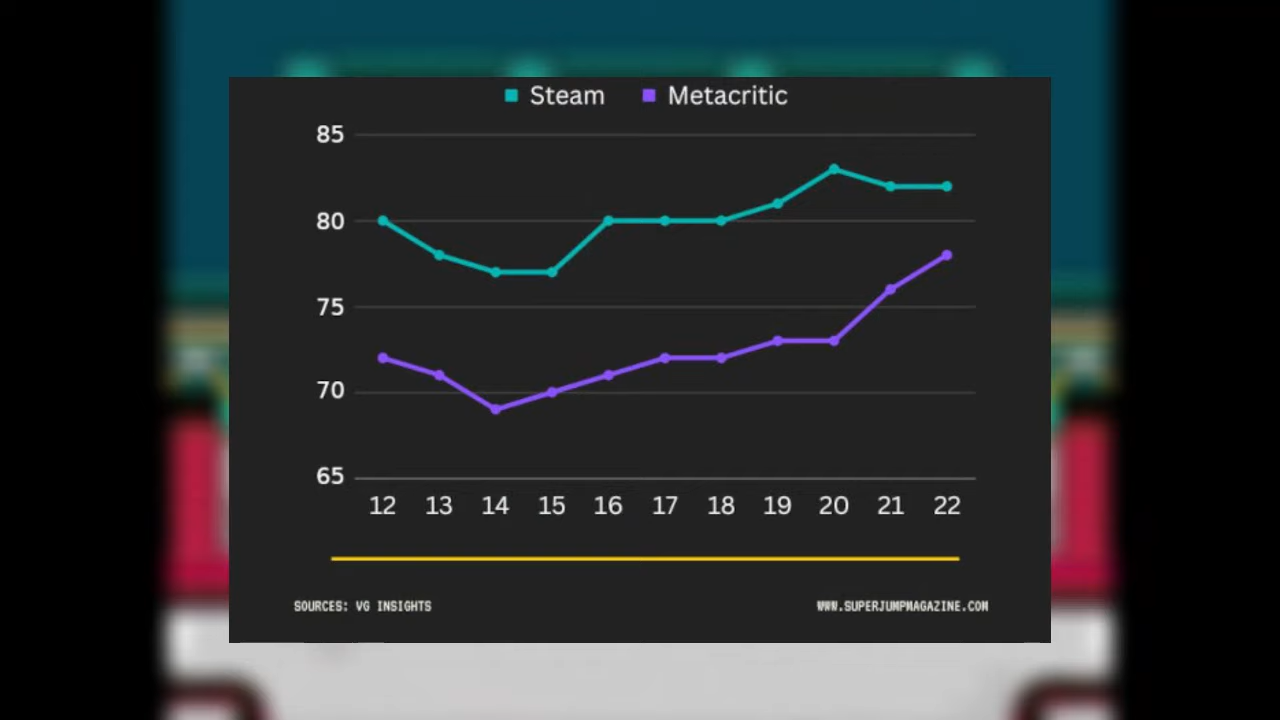 Steam Metacritic
85
80
75
70
65
12 13 14 15 16 17 18 19 20 21 22
SOURCES: VG INSIGHTS WWW.SUPERJUMPMAGAZINE.COM